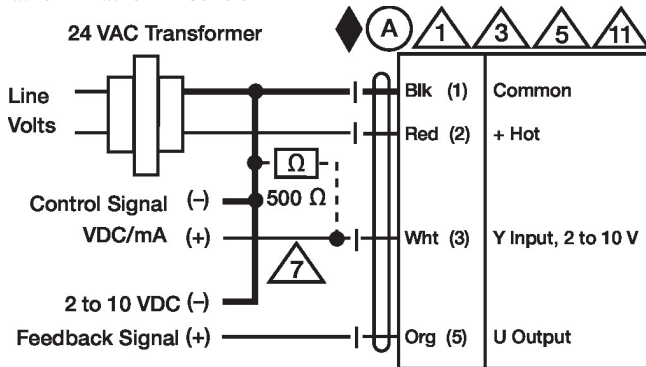 24 VAC Transformer
A 1 3 5 11
Line
Volts
Blk (1) Common
Red (2) + Hot
Ω
500 Ω
Control Signal (-)
VDC/mA (+)
Wht (3) Y Input, 2 to 10 V
7
2 to 10 VDC (-)
Feedback Signal (+)
Org (5) U Output